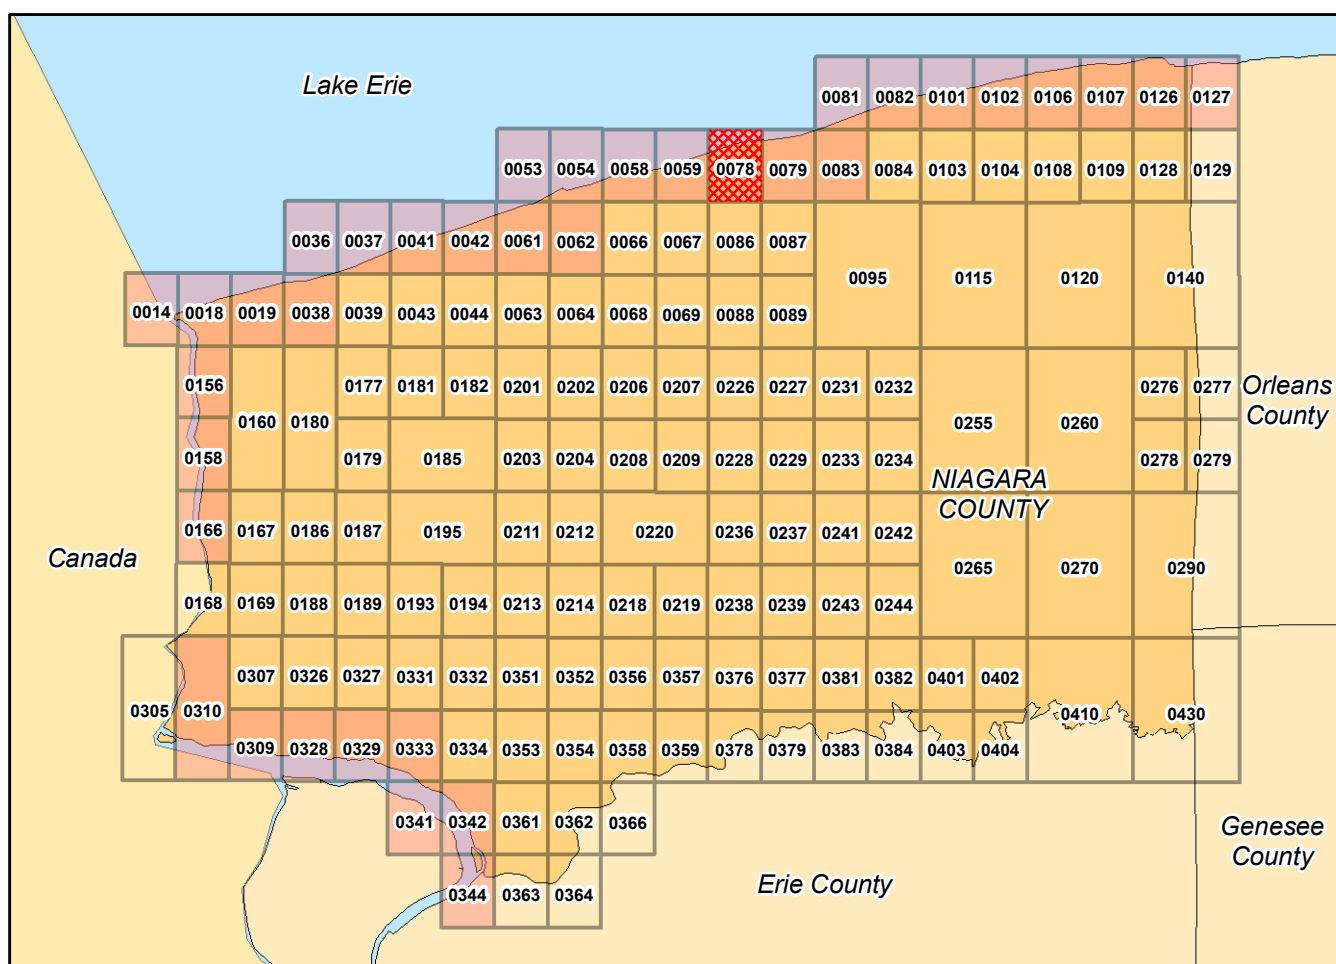 Lake Erie
0081 0082 0101 0102 0106 0107 0126 0127
0053 0054 0058 0059 0078 0079 0083 0084 0103 0104 0108 0109 0128 0129
0036 0037 0041 0042 0061 0062 0066 0067 0086 0087
0095 0115 0120 0140
0014 0018 0019 0038 0039 0043 0044 0063 0064 0068 0069 0088 0089
0156 0177 0181 0182 0201 0202 0206 0207 0226 0227 0231 0232 0276 0277
Orleans
County
0160 0180 0255 0260
0158 0179 0185 0203 0204 0208 0209 0228 0229 0233 0234 0278 0279
NIAGARA
COUNTY
0166 0167 0186 0187 0195 0211 0212 0220 0236 0237 0241 0242
Canada
0265 0270 0290
0168 0169 0188 0189 0193 0194 0213 0214 0218 0219 0238 0239 0243 0244
0307 0326 0327 0331 0332 0351 0352 0356 0357 0376 0377 0381 0382 0401 0402
0305 0310 0410 0430
0309 0328 0329 0333 0334 0353 0354 0358 0359 0378 0379 0383 0384 0403 0404
0341 0342 0361 0362 0366
Genesee
County
Erie County
0344 0363 0364